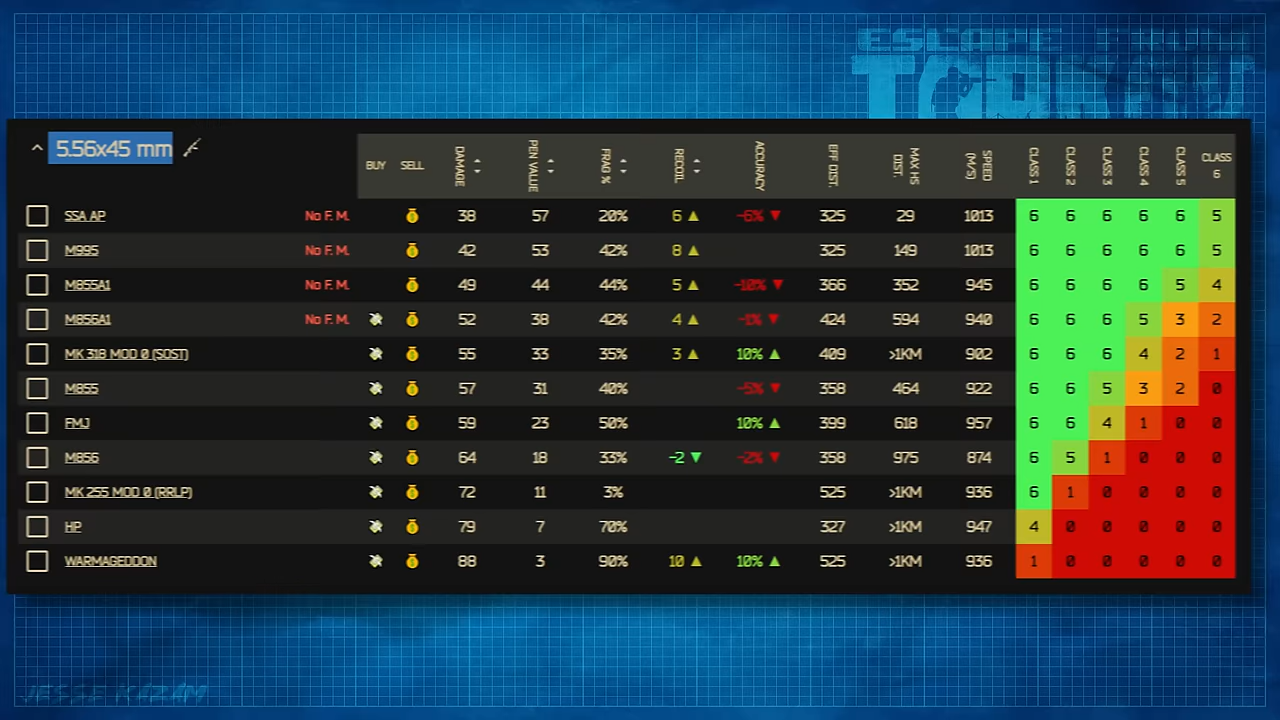 ESCAPE FROM
TARKOV
5.56x45 mm BUY SELL DAMAGE PEN VALUE FRAG % RECOIL ACCURACY EFF DIST. MAX HS DIST. SPEED (M/S) CLASS 1 CLASS 2 CLASS 3 CLASS 4 CLASS 5 CLASS 6
SSA AP No F. M. 38 57 20% 6 ▲ -6% ▼ 325 29 1013 6 6 6 6 6 5
M995 No F. M. 42 53 42% 8 ▲ 325 149 1013 6 6 6 6 6 5
M855A1 No F. M. 49 44 44% 5 ▲ -10% ▼ 366 352 945 6 6 6 6 5 4
M856A1 No F. M. 52 38 42% 4 ▲ -1% ▼ 424 594 940 6 6 6 5 3 2
MK 318 MOD 0 (SOST) 55 33 35% 3 ▲ 10% ▲ 409 >1KM 902 6 6 6 4 2 1
M855 57 31 40% -5% ▼ 358 464 922 6 6 5 3 2 0
FMJ 59 23 50% 10% ▲ 399 618 957 6 6 4 1 0 0
M856 64 18 33% -2 ▼ -2% ▼ 358 975 874 6 5 1 0 0 0
MK 255 MOD 0 (RRLP) 72 11 3% 525 >1KM 936 6 1 0 0 0 0
HP 79 7 70% 327 >1KM 947 4 0 0 0 0 0
WARMAGEDDON 88 3 90% 10 ▲ 10% ▲ 525 >1KM 936 1 0 0 0 0 0
JESSE KAZAM